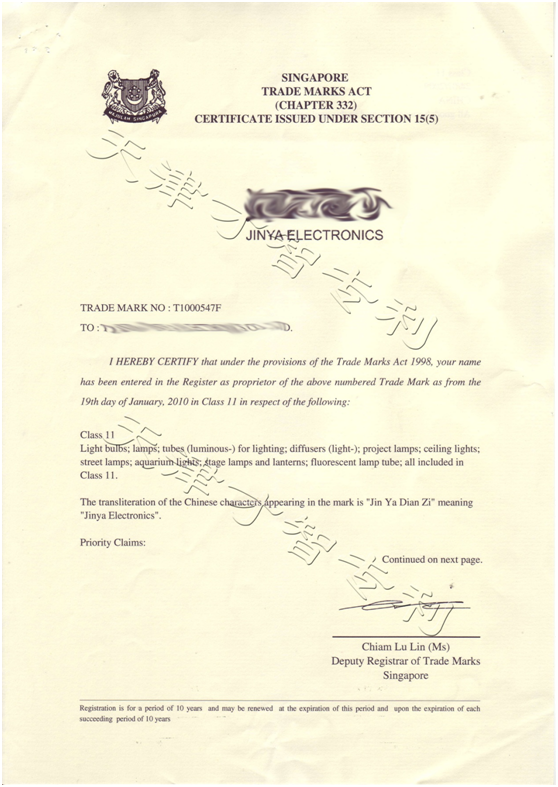 SINGAPORE
TRADE MARKS ACT
(CHAPTER 332)
CERTIFICATE ISSUED UNDER SECTION 15(5)
MAJULAH SINGAPURA
JINYA ELECTRONICS
TRADE MARK NO : T1000547F
TO :
I HEREBY CERTIFY that under the provisions of the Trade Marks Act 1998, your name
has been entered in the Register as proprietor of the above numbered Trade Mark as from the
19th day of January, 2010 in Class 11 in respect of the following:
Class 11
Light bulbs; lamps; tubes (luminous-) for lighting; diffusers (light-); project lamps; ceiling lights;
street lamps; aquarium lights; stage lamps and lanterns; fluorescent lamp tube; all included in
Class 11.
The transliteration of the Chinese characters appearing in the mark is "Jin Ya Dian Zi" meaning
"Jinya Electronics".
Priority Claims:
Continued on next page.
Chiam Lu Lin (Ms)
Deputy Registrar of Trade Marks
Singapore
Registration is for a period of 10 years and may be renewed at the expiration of this period and upon the expiration of each
succeeding period of 10 years